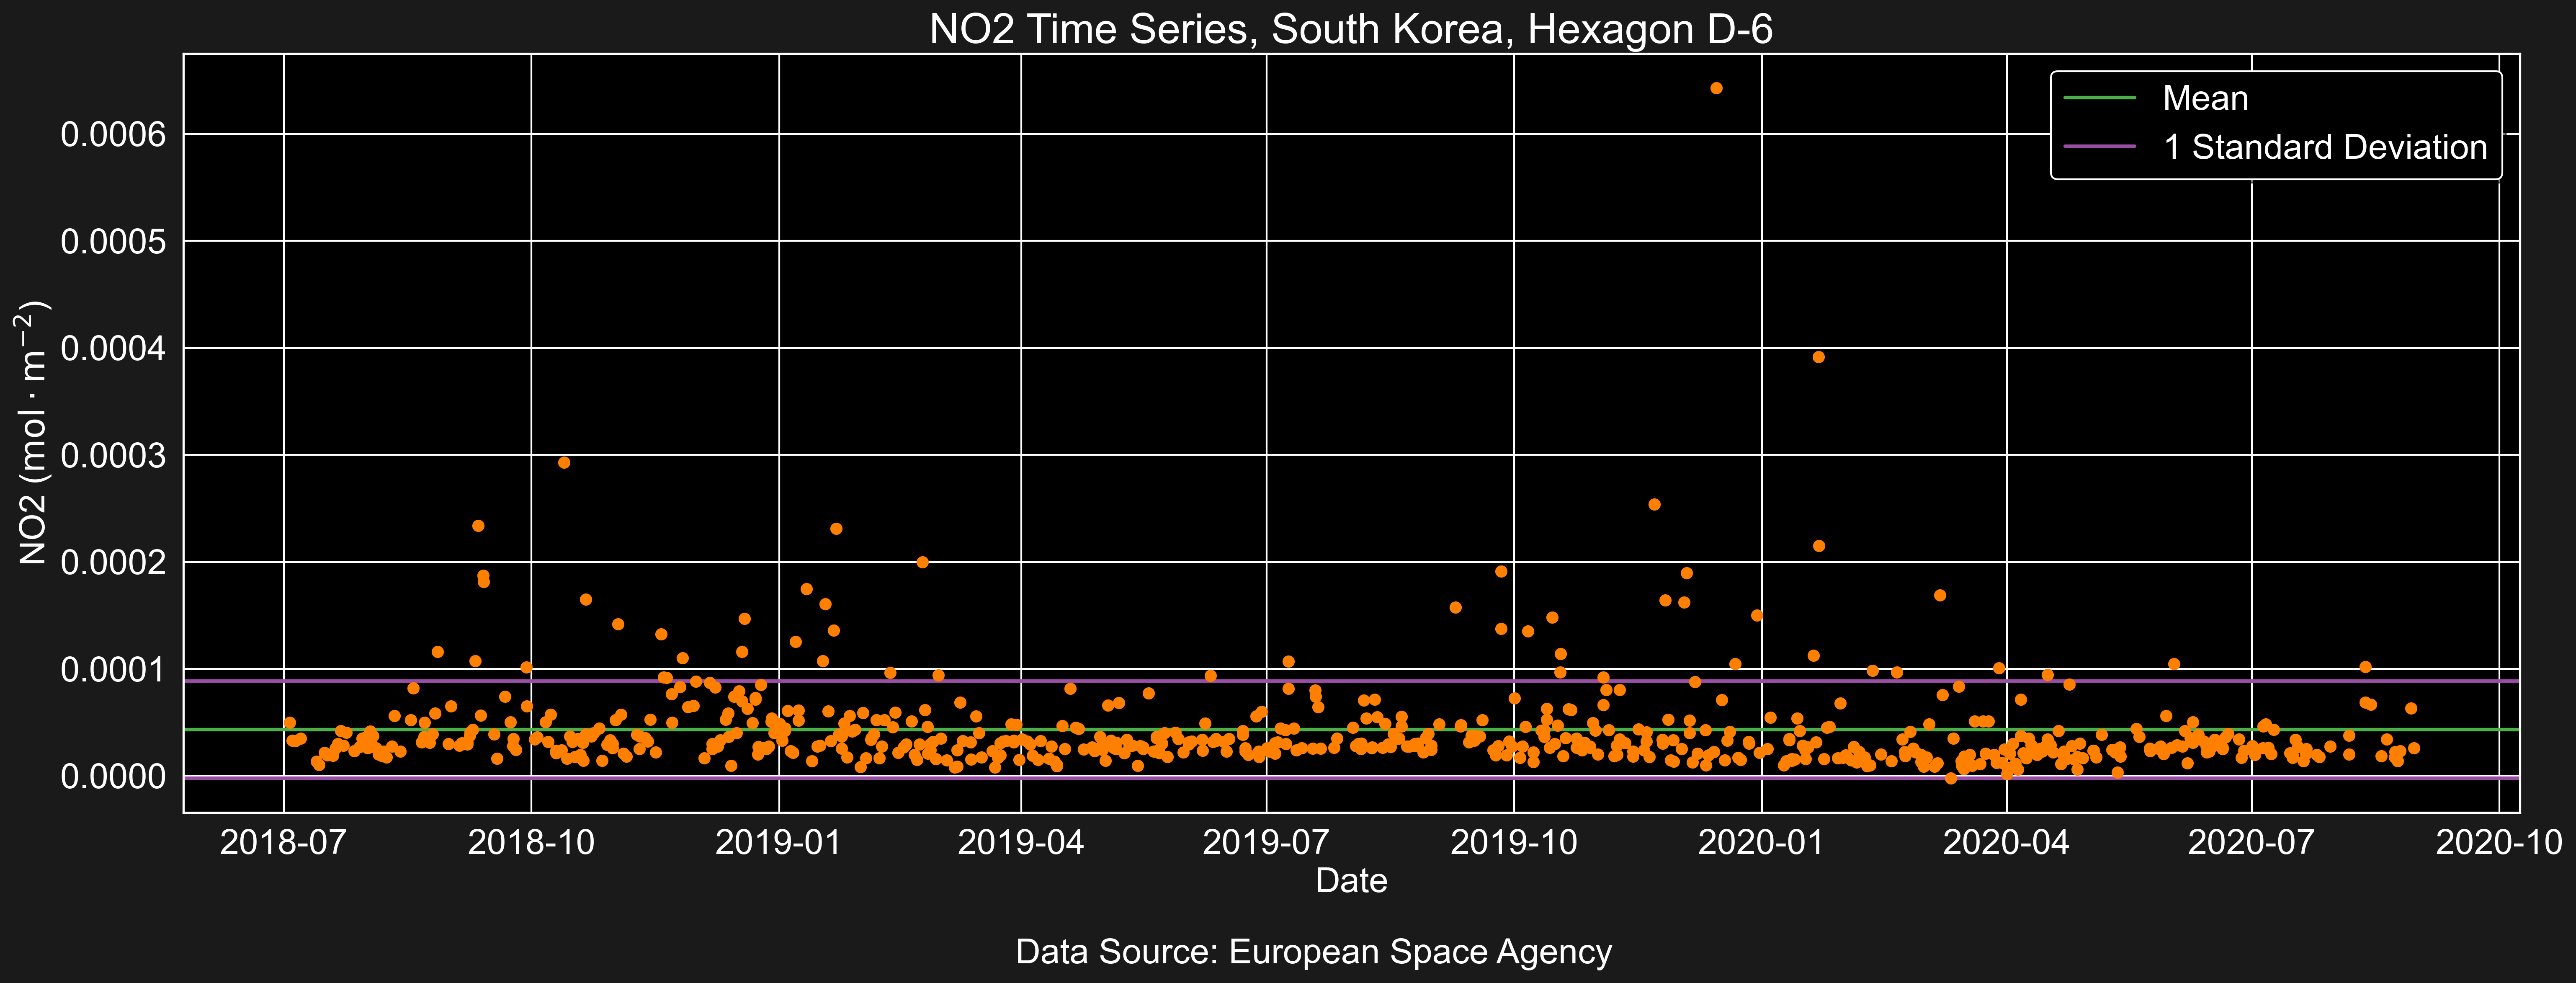 NO2 Time Series, South Korea, Hexagon D-6
Mean
1 Standard Deviation
NO2 (mol · m⁻²)
0.0006
0.0005
0.0004
0.0003
0.0002
0.0001
0.0000
2018-07 2018-10 2019-01 2019-04 2019-07 2019-10 2020-01 2020-04 2020-07 2020-10
Date
Data Source: European Space Agency